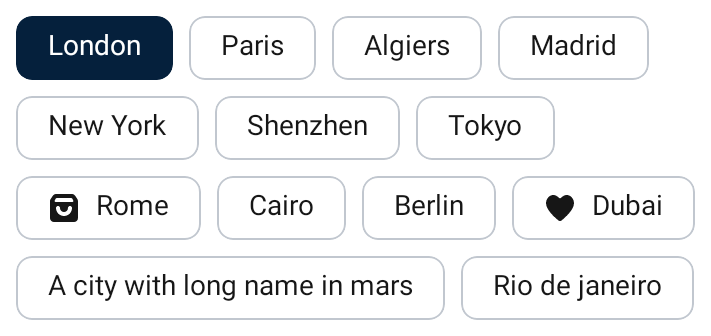 London Paris Algiers Madrid
New York Shenzhen Tokyo
Rome Cairo Berlin Dubai
A city with long name in mars Rio de janeiro